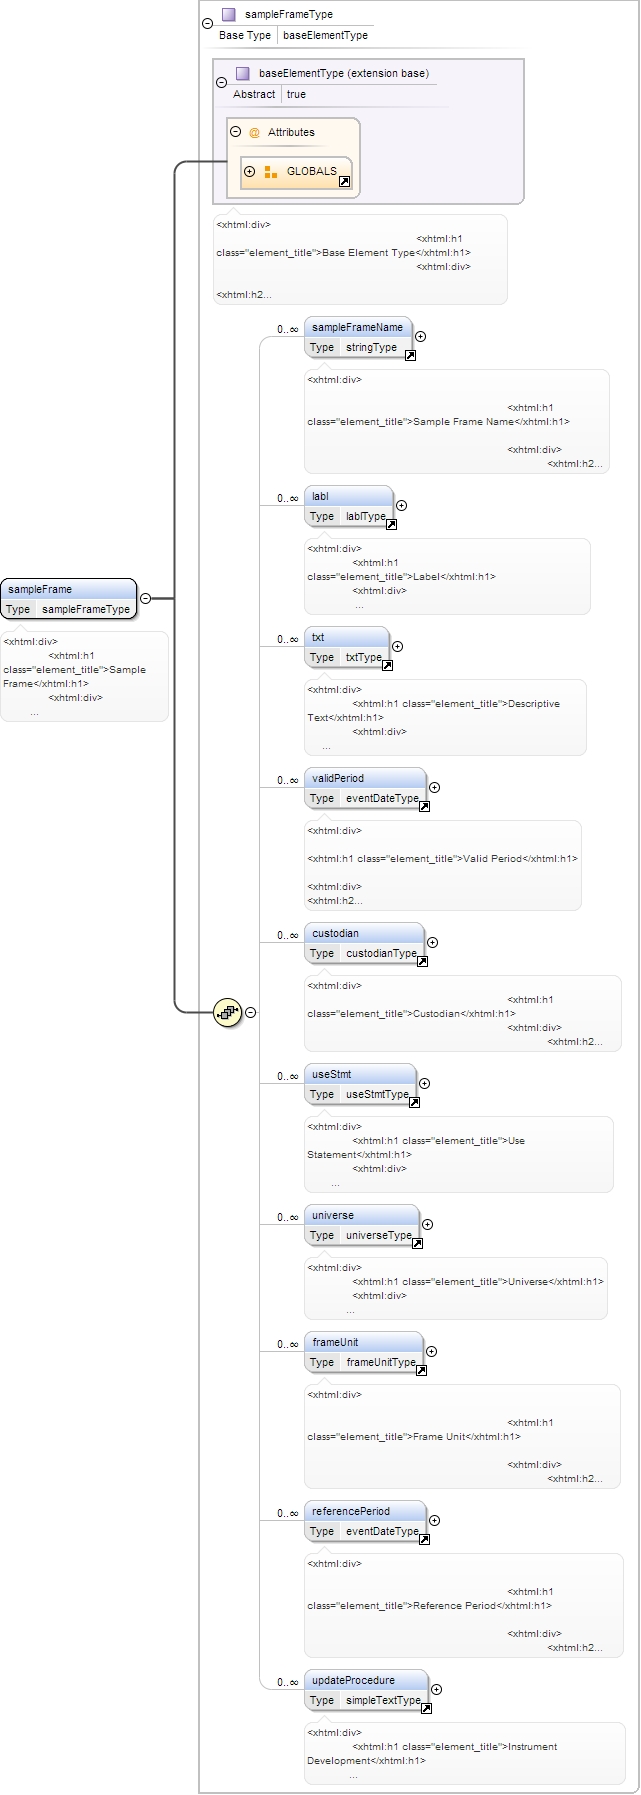 sampleFrameType
Base Type baseElementType
baseElementType (extension base)
Abstract true
@ Attributes
GLOBALS
<xhtml:div>
<xhtml:h1
class="element_title">Base Element Type</xhtml:h1>
<xhtml:div>
<xhtml:h2...
sampleFrame
Type sampleFrameType
<xhtml:div>
<xhtml:h1
class="element_title">Sample
Frame</xhtml:h1>
<xhtml:div>
...
0..∞ sampleFrameName
Type stringType
<xhtml:div>
<xhtml:h1
class="element_title">Sample Frame Name</xhtml:h1>
<xhtml:div>
<xhtml:h2...
0..∞ labl
Type lablType
<xhtml:div>
<xhtml:h1
class="element_title">Label</xhtml:h1>
<xhtml:div>
...
0..∞ txt
Type txtType
<xhtml:div>
<xhtml:h1 class="element_title">Descriptive
Text</xhtml:h1>
<xhtml:div>
...
0..∞ validPeriod
Type eventDateType
<xhtml:div>
<xhtml:h1 class="element_title">Valid Period</xhtml:h1>
<xhtml:div>
<xhtml:h2...
0..∞ custodian
Type custodianType
<xhtml:div>
<xhtml:h1
class="element_title">Custodian</xhtml:h1>
<xhtml:div>
<xhtml:h2...
0..∞ useStmt
Type useStmtType
<xhtml:div>
<xhtml:h1 class="element_title">Use
Statement</xhtml:h1>
<xhtml:div>
...
0..∞ universe
Type universeType
<xhtml:div>
<xhtml:h1 class="element_title">Universe</xhtml:h1>
<xhtml:div>
...
0..∞ frameUnit
Type frameUnitType
<xhtml:div>
<xhtml:h1
class="element_title">Frame Unit</xhtml:h1>
<xhtml:div>
<xhtml:h2...
0..∞ referencePeriod
Type eventDateType
<xhtml:div>
<xhtml:h1
class="element_title">Reference Period</xhtml:h1>
<xhtml:div>
<xhtml:h2...
0..∞ updateProcedure
Type simpleTextType
<xhtml:div>
<xhtml:h1 class="element_title">Instrument
Development</xhtml:h1>
...